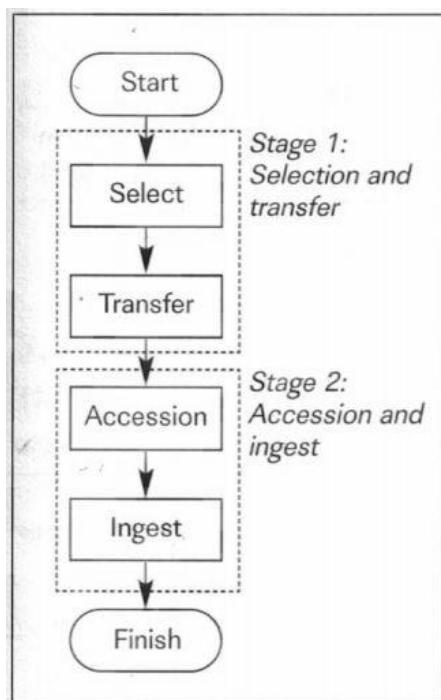 Start
Stage 1:
Selection and
transfer
Select
Transfer
Stage 2:
Accession and
ingest
Accession
Ingest
Finish